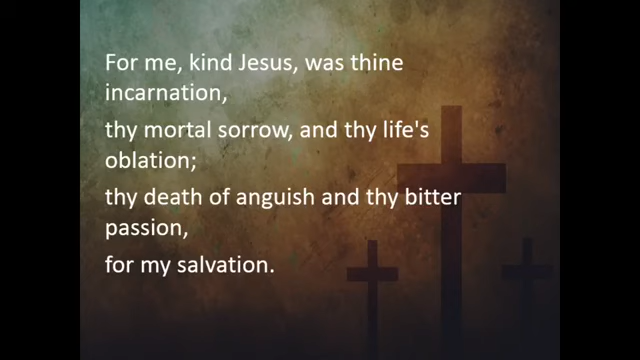 For me, kind Jesus, was thine
incarnation,
thy mortal sorrow, and thy life's
oblation;
thy death of anguish and thy bitter
passion,
for my salvation.